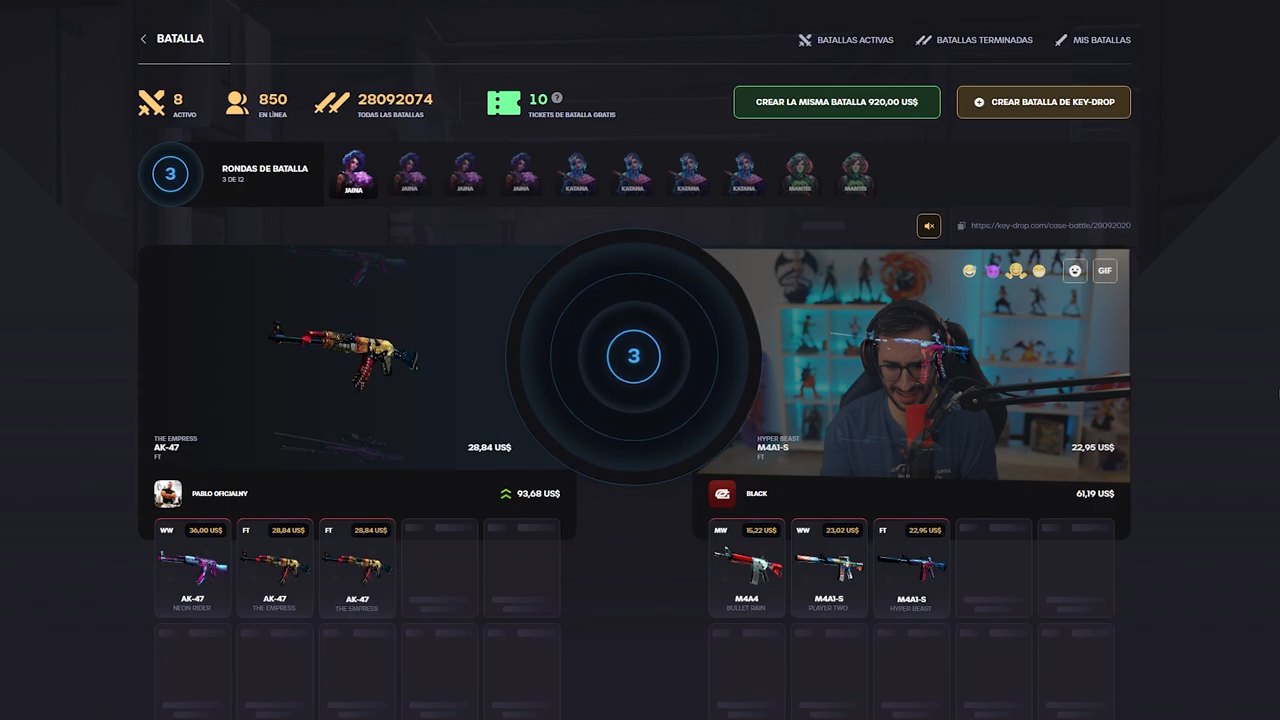 BATALLA
BATALLAS ACTIVAS
BATALLAS TERMINADAS
MIS BATALLAS
8
ACTIVO
850
EN LÍNEA
28092074
TODAS LAS BATALLAS
10 ?
TICKETS DE BATALLA GRATIS
CREAR LA MISMA BATALLA 920,00 US$
CREAR BATALLA DE KEY-DROP
3
RONDAS DE BATALLA
3 DE 12
JAINA
JAINA
JAINA
JAINA
KATANA
KATANA
KATANA
KATANA
MANTIS
MANTIS
https://key-drop.com/case-battle/28092020
GIF
3
THE EMPRESS
AK-47
FT
28,84 US$
HYPER BEAST
M4A1-S
FT
22,95 US$
PABLO OFICJALNY
93,68 US$
BLACK
61,19 US$
WW 36,00 US$
AK-47
NEON RIDER
FT 28,84 US$
AK-47
THE EMPRESS
FT 28,84 US$
AK-47
THE EMPRESS
MW 15,22 US$
M4A4
BULLET RAIN
WW 23,02 US$
M4A1-S
PLAYER TWO
FT 22,95 US$
M4A1-S
HYPER BEAST